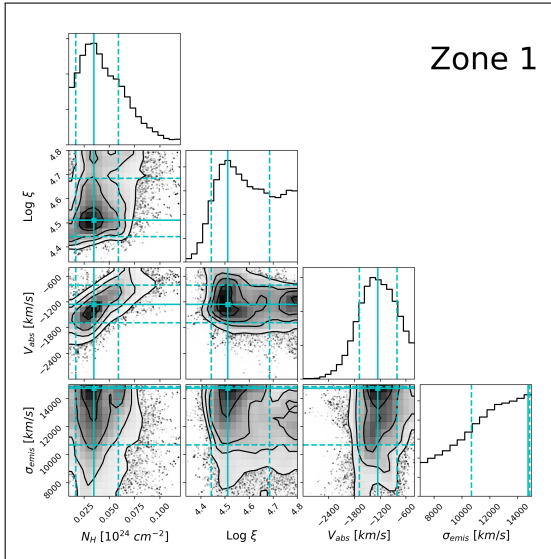 Zone 1
4.8
4.7
Log ξ
4.6
4.5
4.4
-600
-1200
V_abs [km/s]
-1800
-2400
14000
12000
σ_emis [km/s]
10000
8000
0.025 0.050 0.075 0.100 4.4 4.5 4.6 4.7 4.8 -2400 -1800 -1200 -600 8000 10000 12000 14000
N_H [10^24 cm^-2] Log ξ V_abs [km/s] σ_emis [km/s]